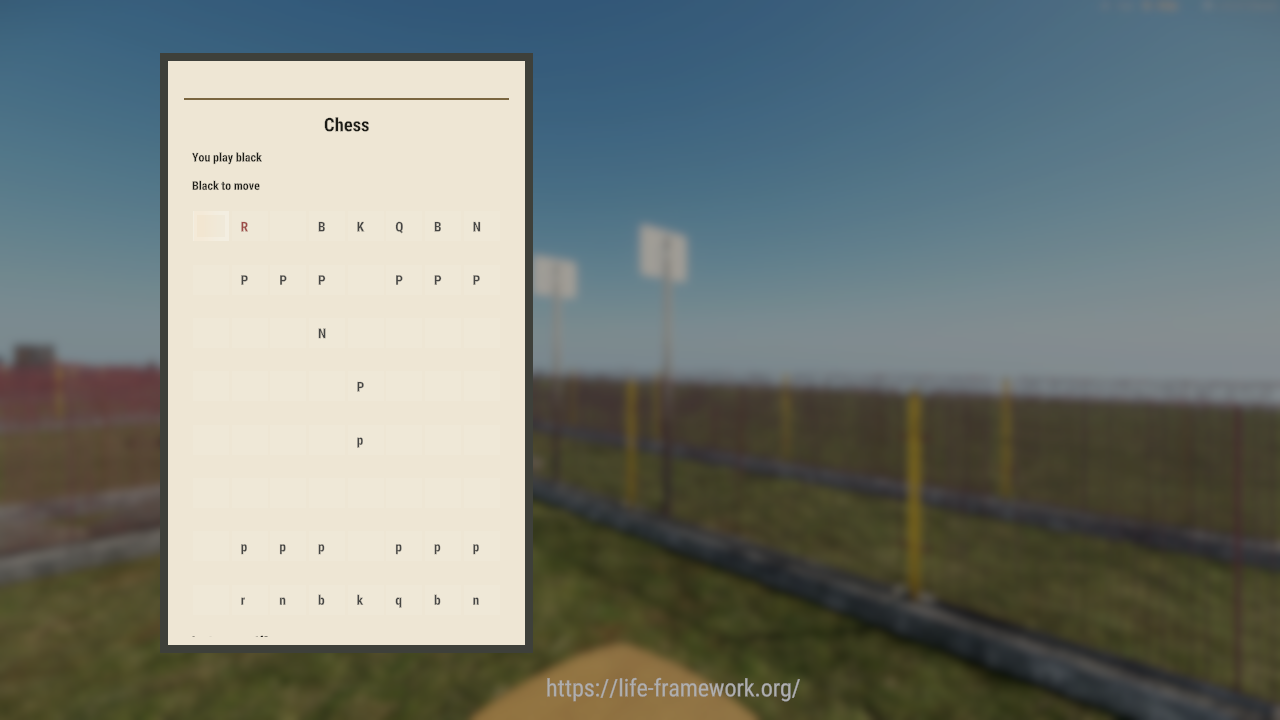 Chess
You play black
Black to move
R B K Q B N
P P P P P P
N
P
p
p p p p p p
r n b k q b n
https://life-framework.org/